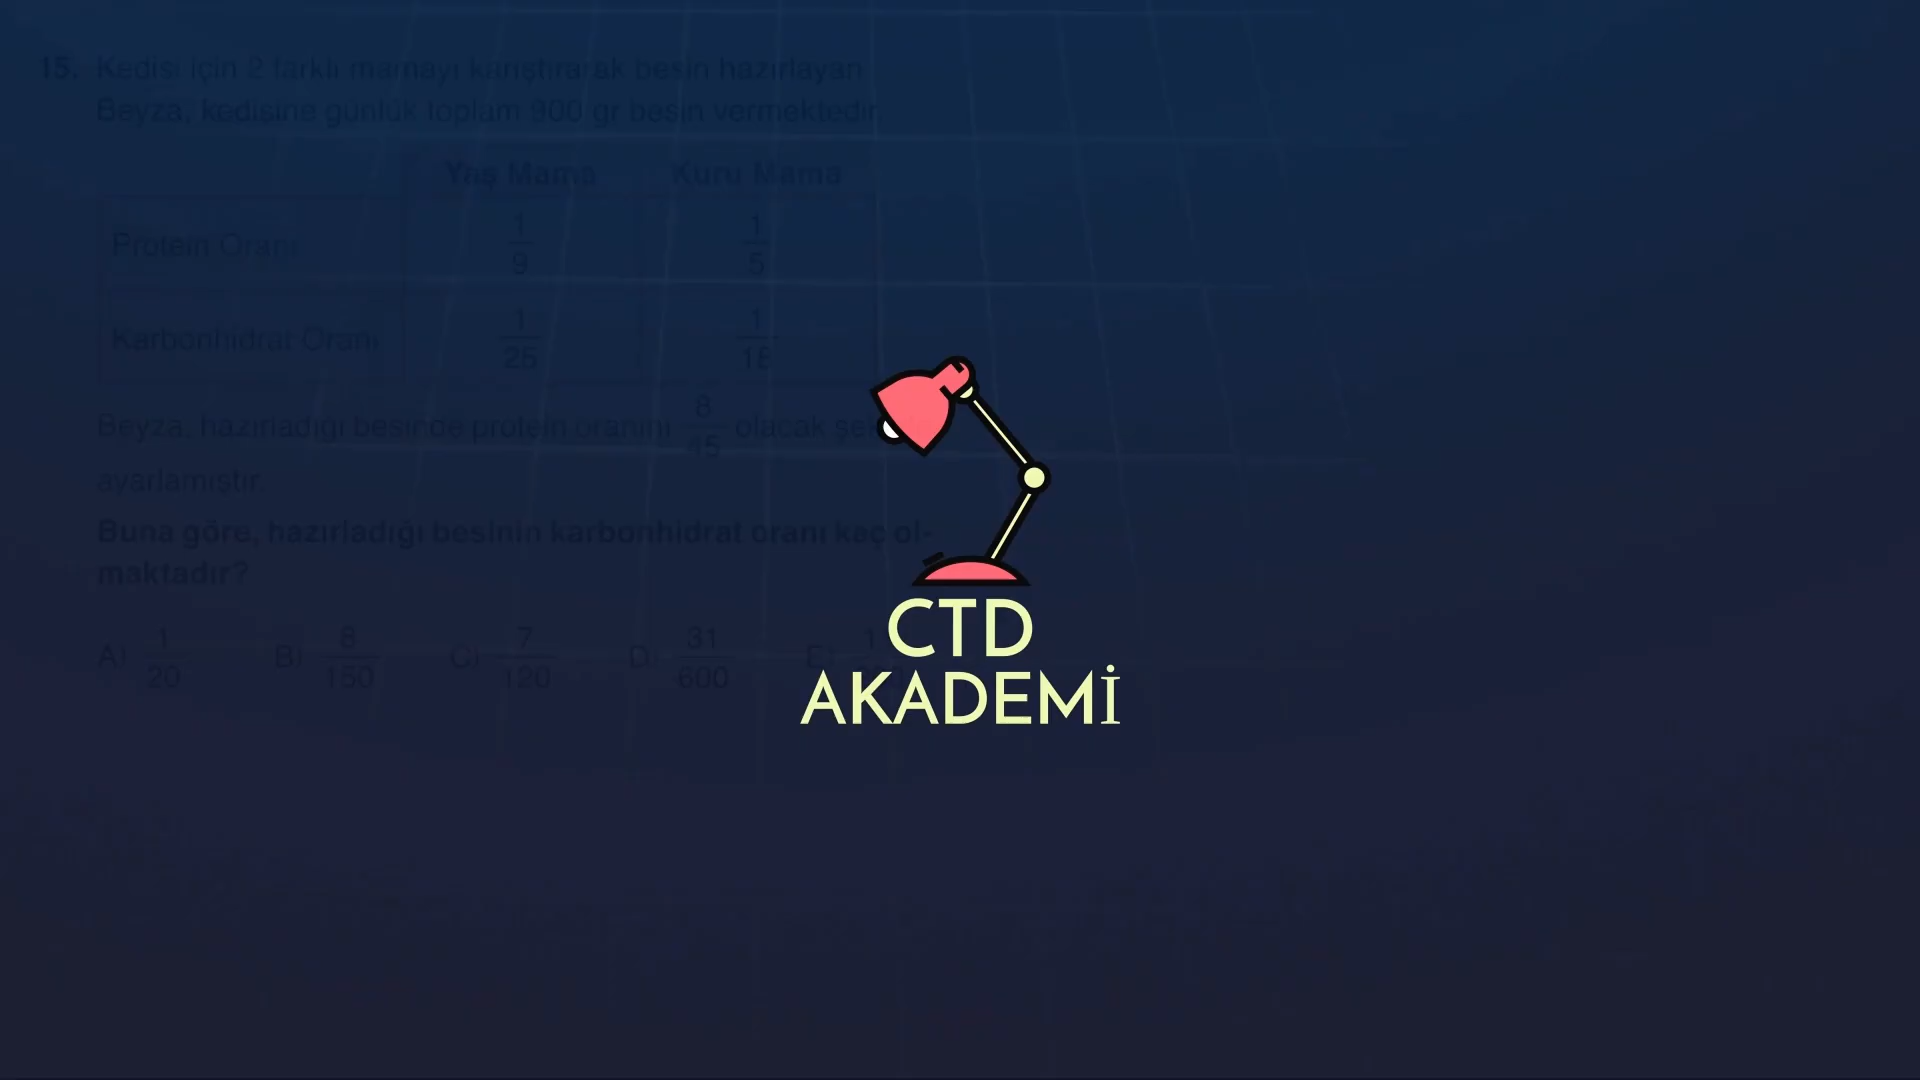 15. Kedisi için 2 farklı mamayı karıştırarak besin hazırlayan
Beyza, kedisine günlük toplam 900 gr besin vermektedir.
Yaş Mama Kuru Mama
Protein Oranı 1/9 1/5
Karbonhidrat Oranı 1/25
Beyza, hazırladığı besinde protein oranını 8/45 olacak
ayarlamıştır.
Buna göre, hazırladığı besinin karbonhidrat oranı kaç ol-
maktadır?
A) 1/20 B) 8/150 C) 7/120 D) 31/600 E)
CTD
AKADEMİ